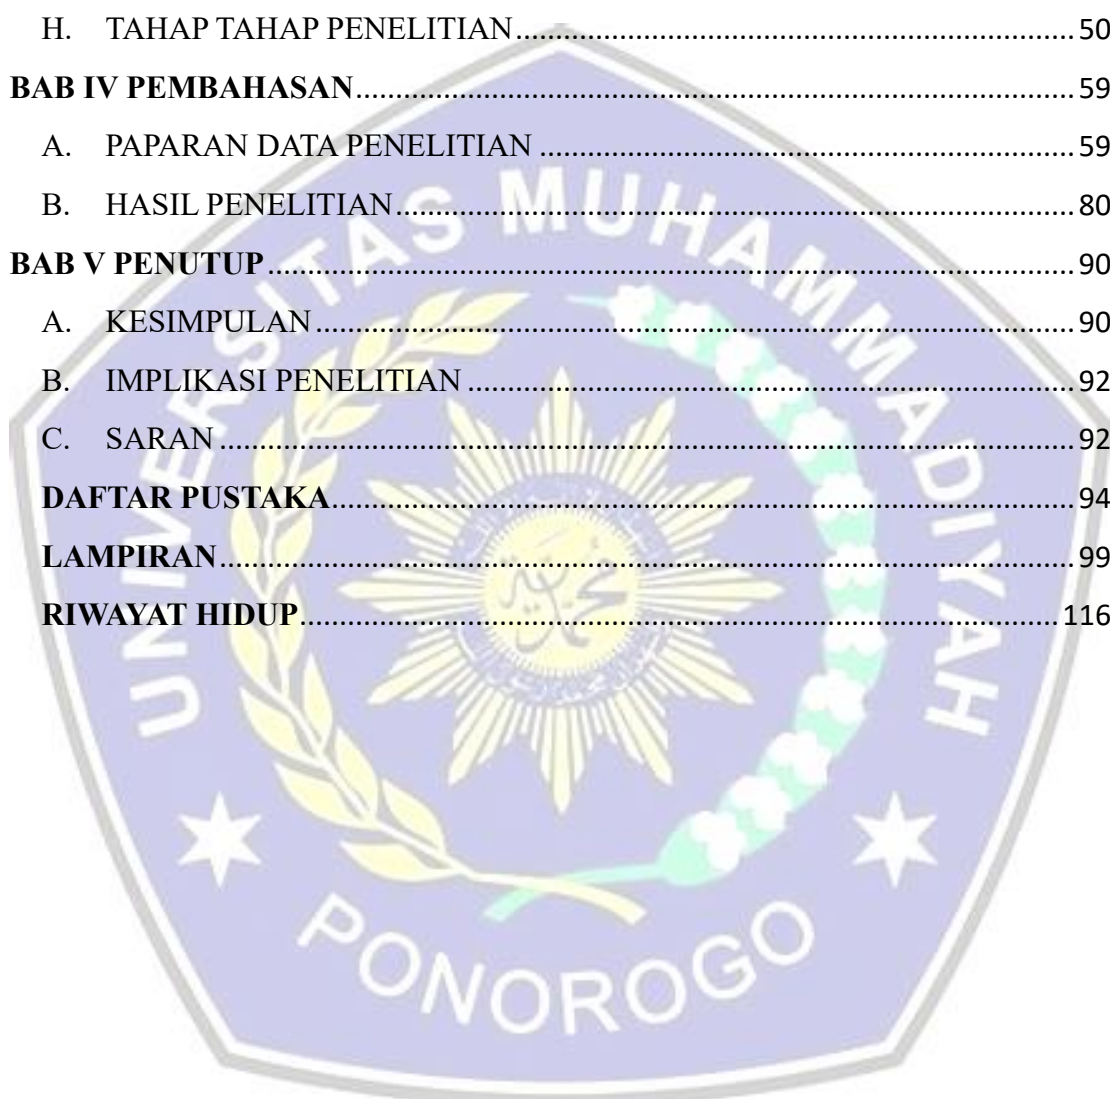 H. TAHAP TAHAP PENELITIAN........................................................................ 50
BAB IV PEMBAHASAN............................................................................................ 59
A. PAPARAN DATA PENELITIAN ..................................................................... 59
B. HASIL PENELITIAN........................................................................................ 80
BAB V PENUTUP ........................................................................................................ 90
A. KESIMPULAN .................................................................................................. 90
B. IMPLIKASI PENELITIAN ............................................................................... 92
C. SARAN ............................................................................................................... 92
DAFTAR PUSTAKA................................................................................................ 94
LAMPIRAN............................................................................................................... 99
RIWAYAT HIDUP.................................................................................................. 116
UNIVERSITAS MUHAMMADIYAH
PONOROGO